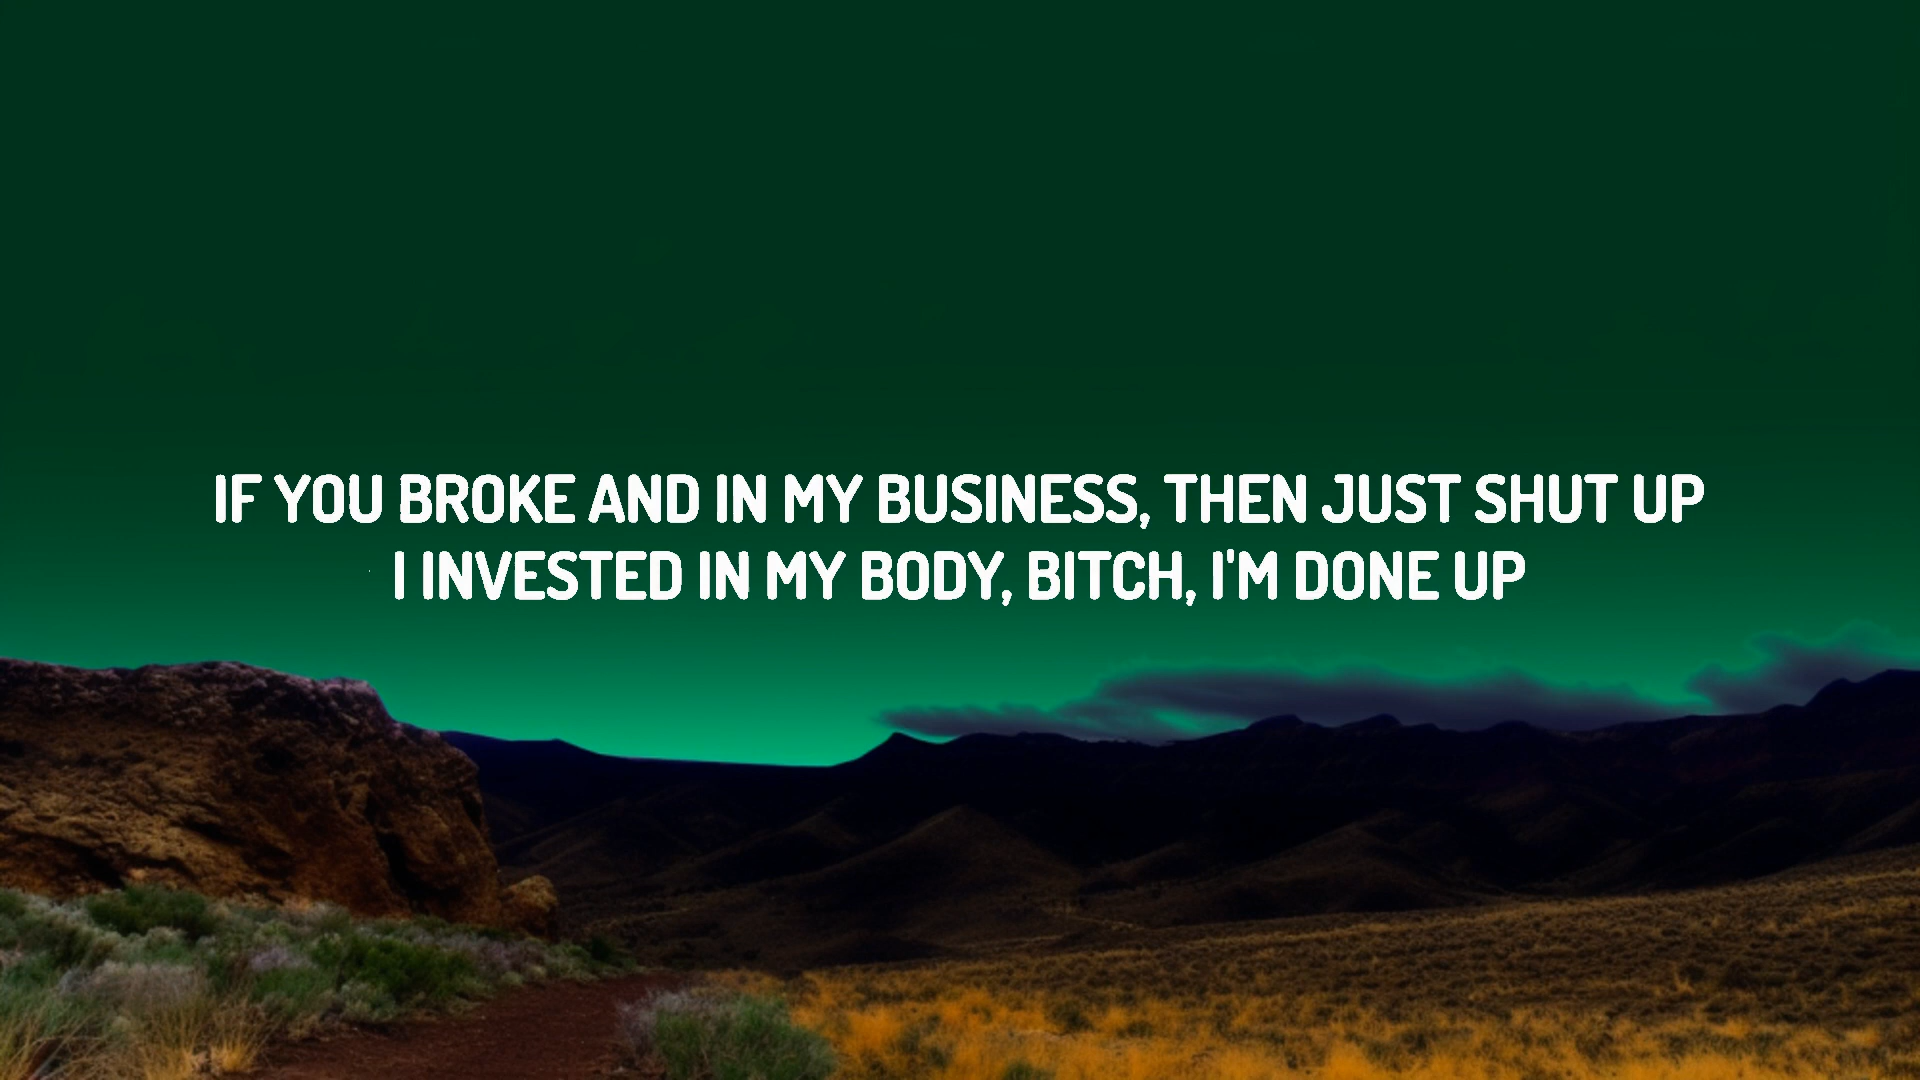 IF YOU BROKE AND IN MY BUSINESS, THEN JUST SHUT UP
I INVESTED IN MY BODY, BITCH, I'M DONE UP